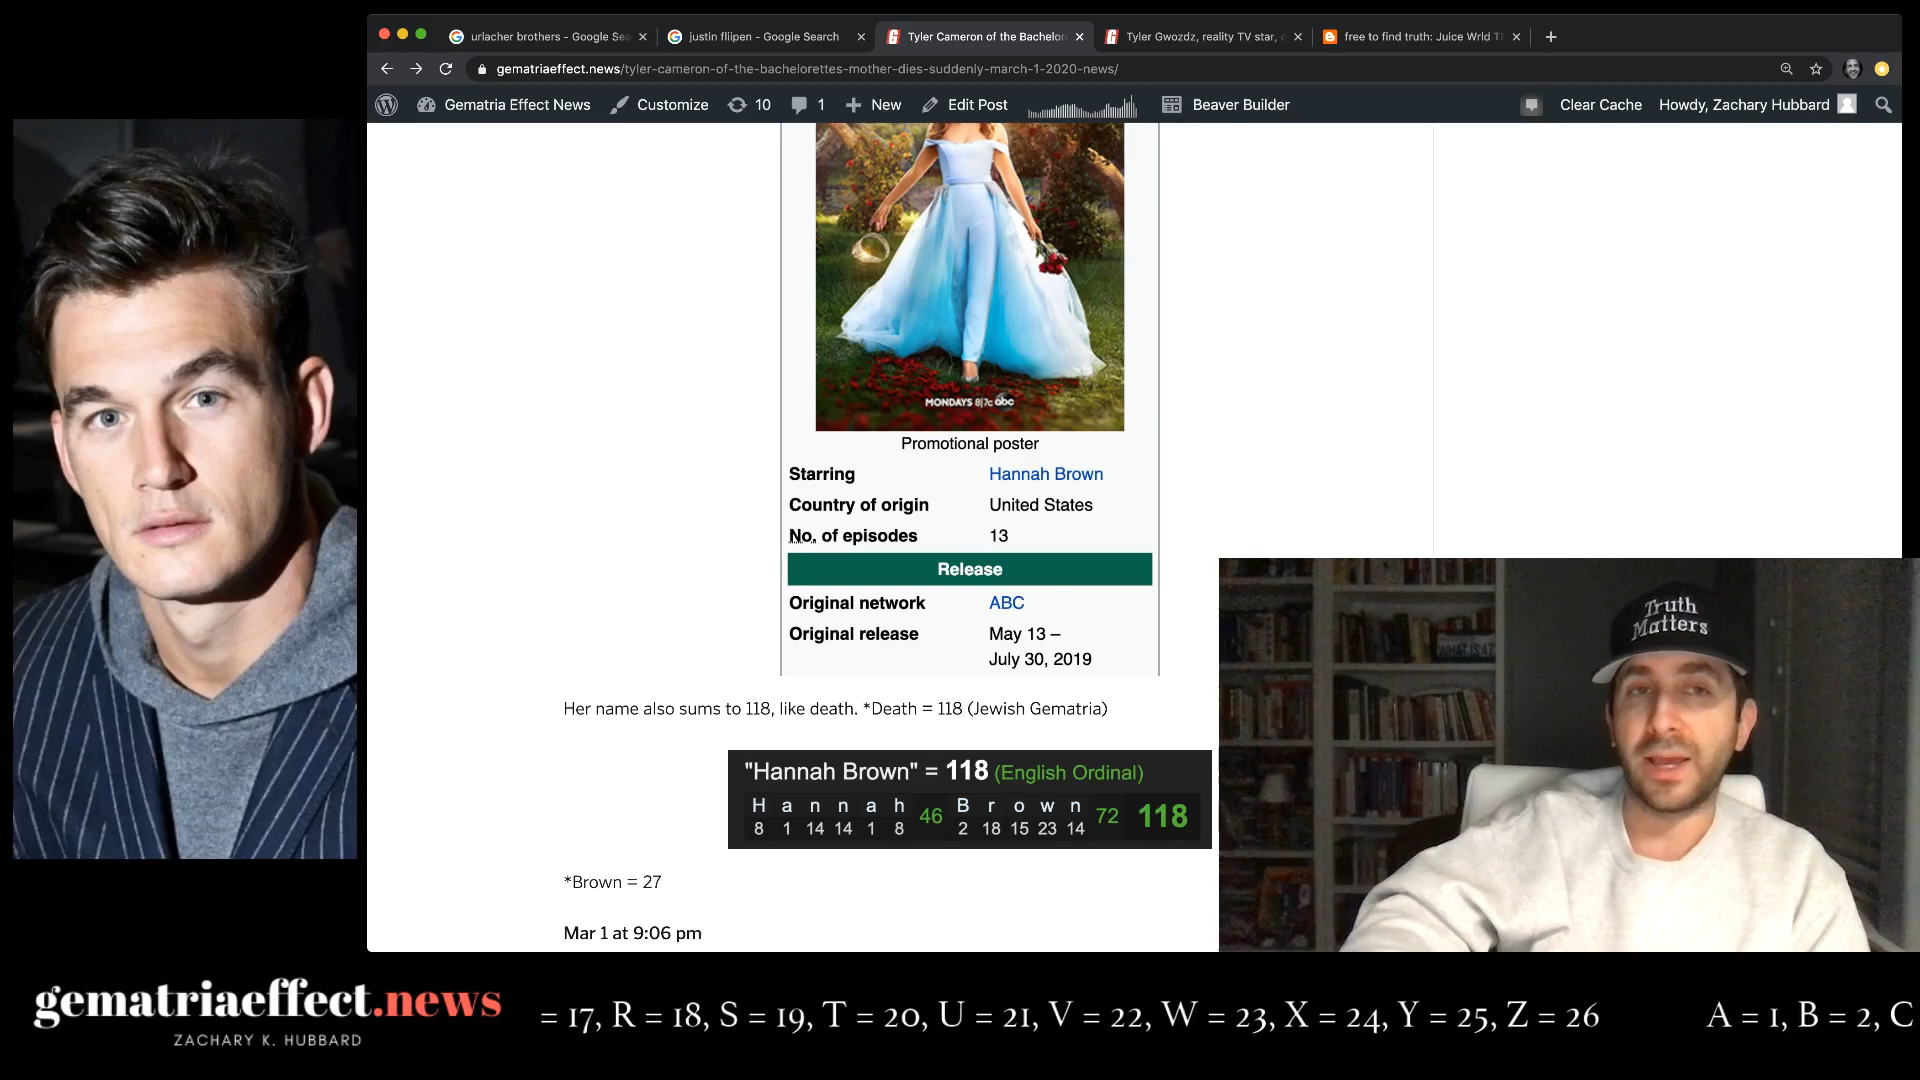 urlacher brothers - Google Se
justin fliipen - Google Search
Tyler Cameron of the Bachelor
Tyler Gwozdz, reality TV star,
free to find truth: Juice Wrld T
gematriaeffect.news/tyler-cameron-of-the-bachelorettes-mother-dies-suddenly-march-1-2020-news/
Gematria Effect News
Customize
10
1
New
Edit Post
Beaver Builder
Clear Cache
Howdy, Zachary Hubbard
MONDAYS 8|7c abc
Promotional poster
Starring Hannah Brown
Country of origin United States
No. of episodes 13
Release
Original network ABC
Original release May 13 –
July 30, 2019
Her name also sums to 118, like death. *Death = 118 (Jewish Gematria)
"Hannah Brown" = 118 (English Ordinal)
H a n n a h 46 B r o w n 72 118
8 1 14 14 1 8 2 18 15 23 14
*Brown = 27
Mar 1 at 9:06 pm
Truth
Matters
WHAT IS 47
gematriaeffect.news
ZACHARY K. HUBBARD
= 17, R = 18, S = 19, T = 20, U = 21, V = 22, W = 23, X = 24, Y = 25, Z = 26 A = 1, B = 2, C